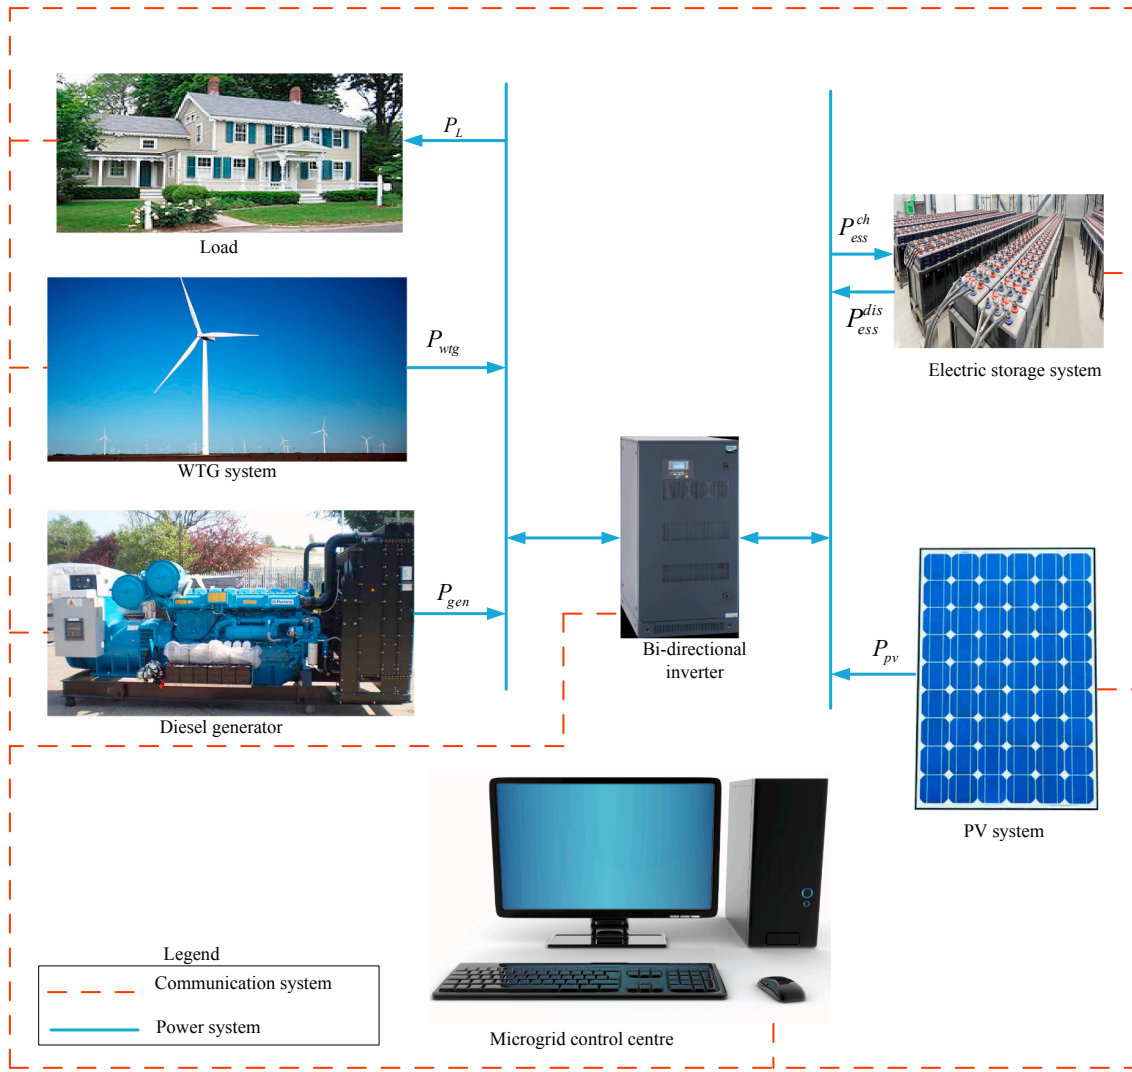 P_L
Load
P_wtg
WTG system
P_gen
Diesel generator
Bi-directional
inverter
P_ess^ch
P_ess^dis
Electric storage system
P_pv
PV system
Legend
Communication system
Power system
Microgrid control centre